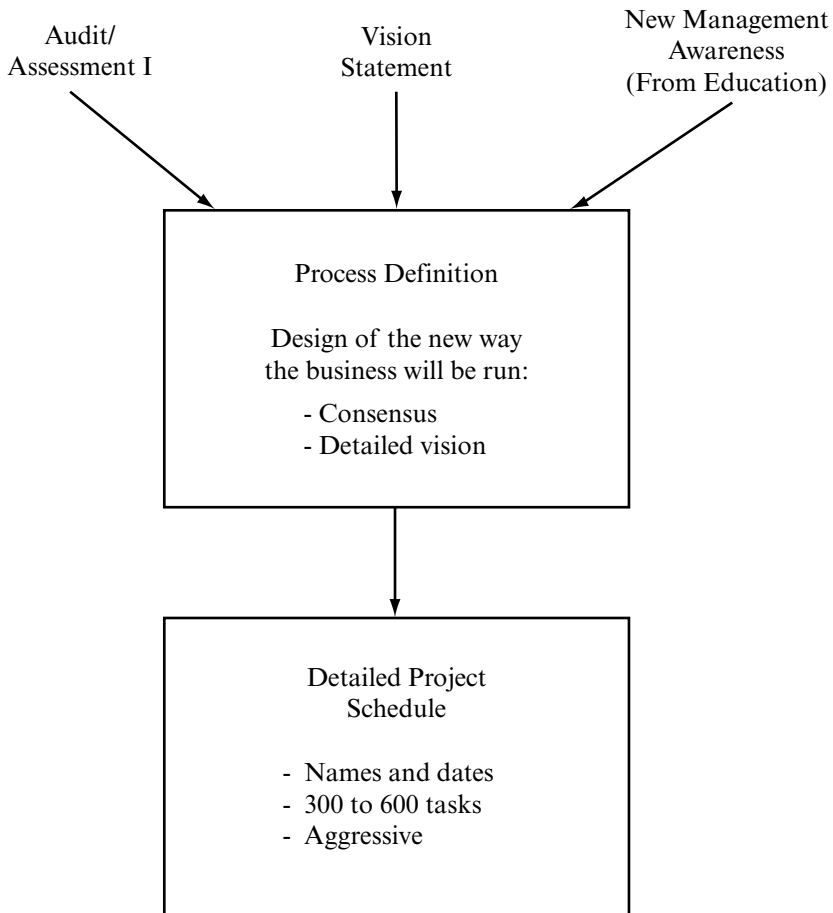 Audit/
Assessment I
Vision
Statement
New Management
Awareness
(From Education)
Process Definition
Design of the new way
the business will be run:
- Consensus
- Detailed vision
Detailed Project
Schedule
- Names and dates
- 300 to 600 tasks
- Aggressive